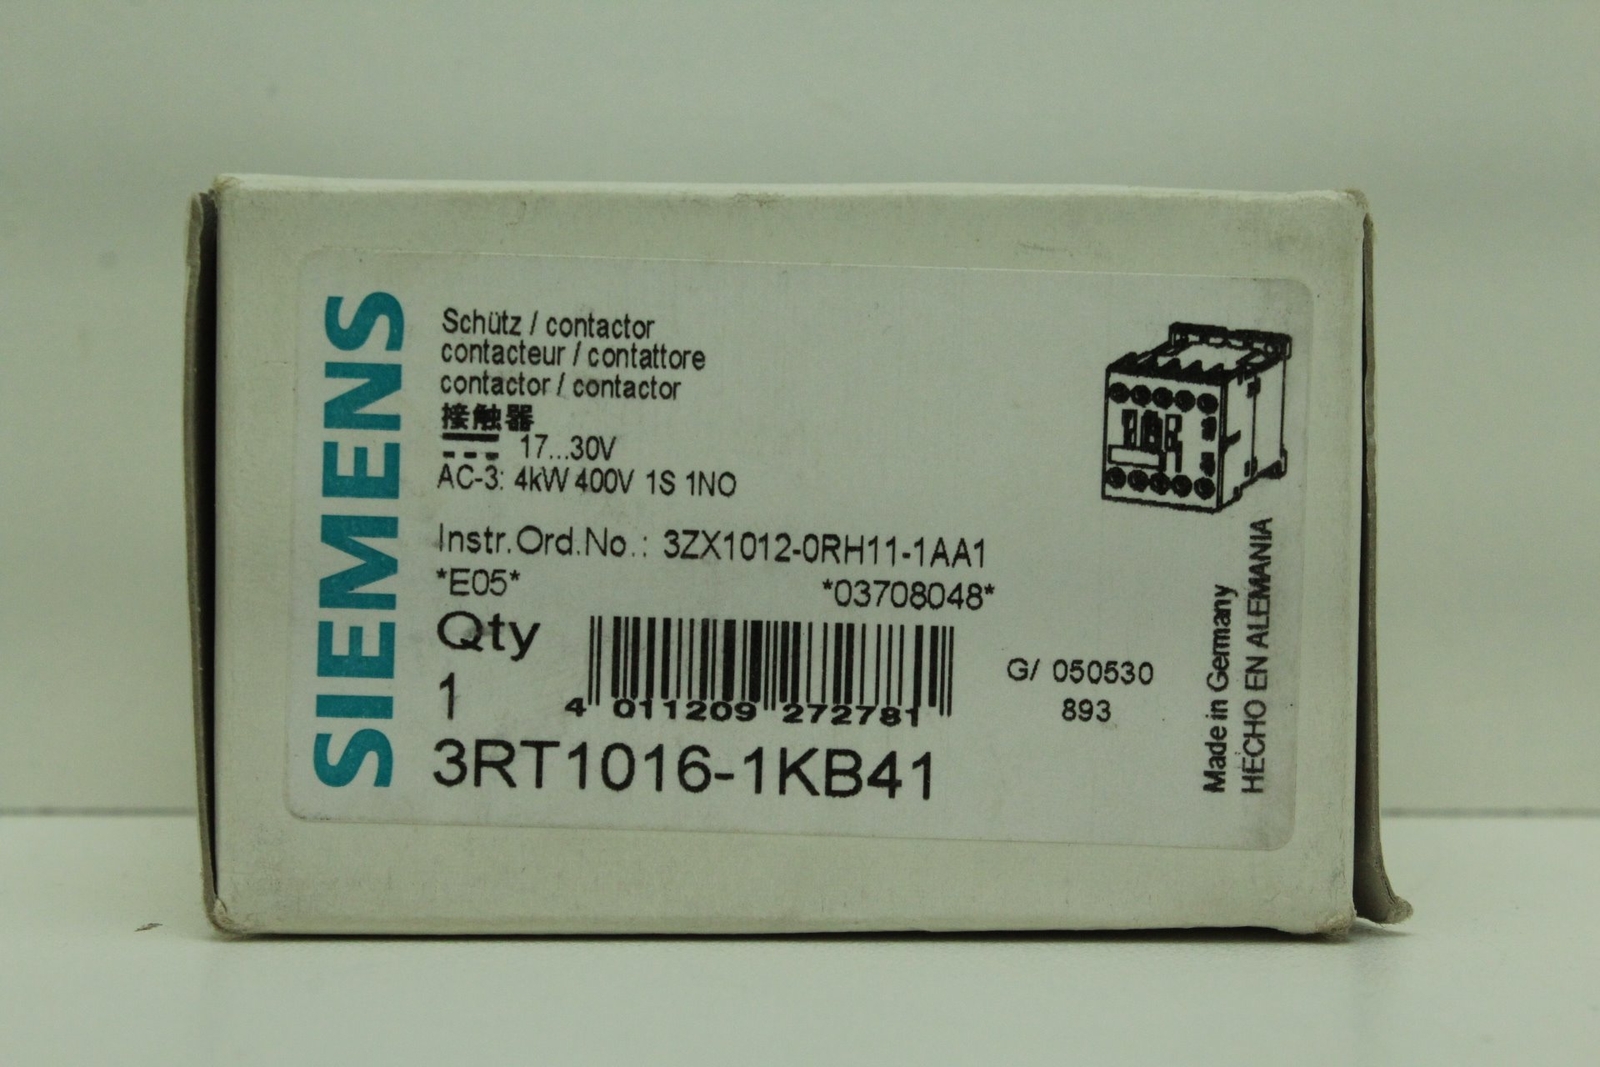 SIEMENS
Schütz / contactor
contacteur / contattore
contactor / contactor
接触器
17...30V
AC-3: 4kW 400V 1S 1NO
Instr.Ord.No.: 3ZX1012-0RH11-1AA1
*E05* *03708048*
Qty
1
4 011209 272781
G/ 050530
893
3RT1016-1KB41
Made in Germany
HECHO EN ALEMANIA